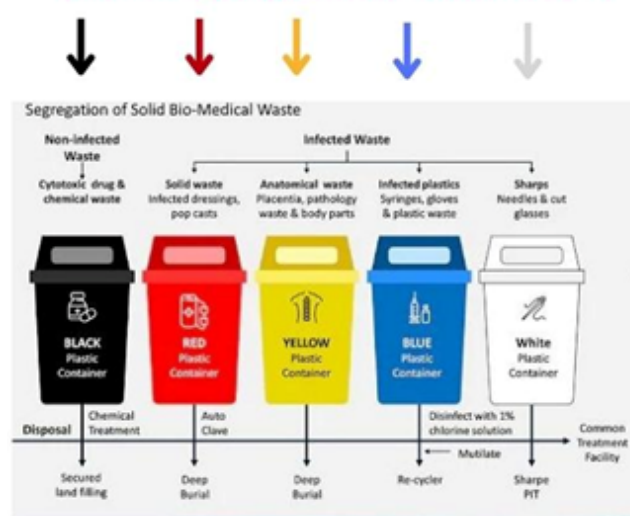 Segregation of Solid Bio-Medical Waste
Non-infected
Waste
Infected Waste
Cytotoxic drug &
chemical waste
Solid waste
Infected dressings,
pop casts
Anatomical waste
Placenta, pathology
waste & body parts
Infected plastics
Syringes, gloves
& plastic waste
Sharps
Needles & cut
glasses
BLACK
Plastic
Container
RED
Plastic
Container
YELLOW
Plastic
Container
BLUE
Plastic
Container
White
Plastic
Container
Disposal
Chemical
Treatment
Auto
Clave
Disinfect with 1%
chlorine solution
Mutilate
Common
Treatment
Facility
Secured
land filling
Deep
Burial
Deep
Burial
Re-cycler
Sharpe
PIT